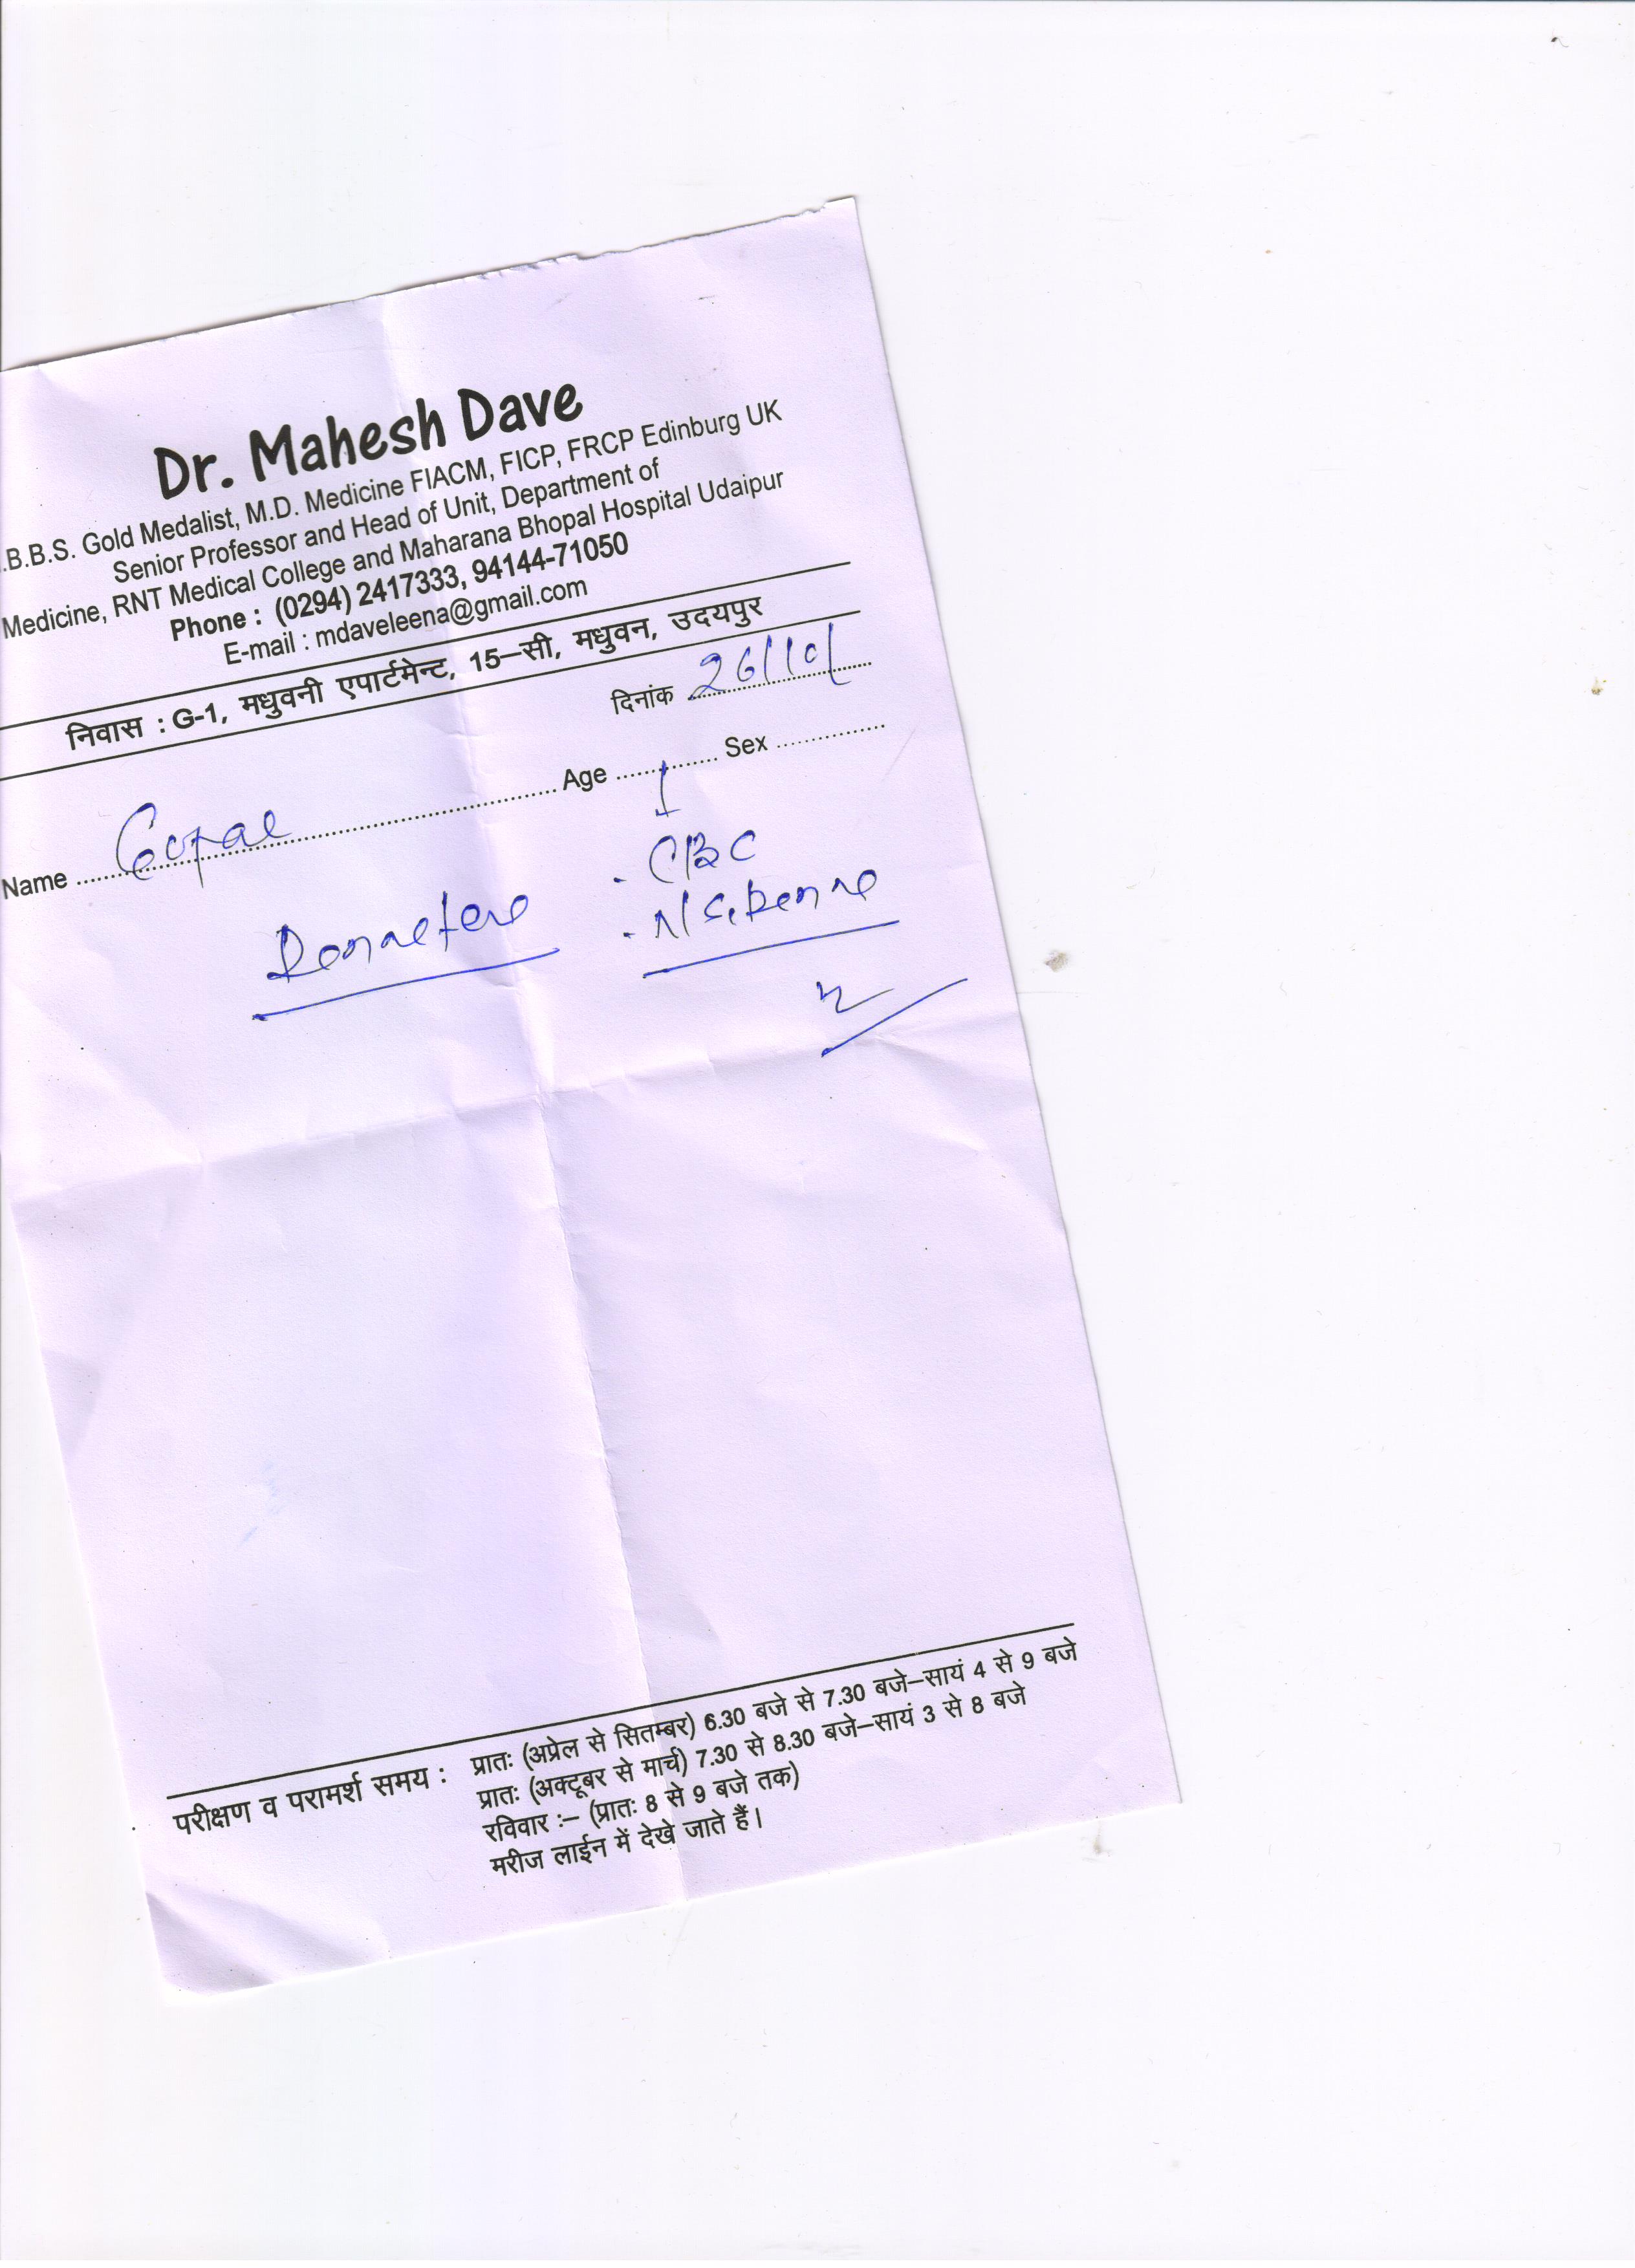 Dr. Mahesh Dave
.B.B.S. Gold Medalist, M.D. Medicine FIACM, FICP, FRCP Edinburg UK
Senior Professor and Head of Unit, Department of
Medicine, RNT Medical College and Maharana Bhopal Hospital Udaipur
Phone : (0294) 2417333, 94144-71050
E-mail : mdaveleena@gmail.com
निवास : G-1, मधुवनी एपार्टमेन्ट, 15–सी, मधुवन, उदयपुर
दिनांक 26/10/
Name Gopal Age Sex
. CBC
परीक्षण व परामर्श समय : प्रातः (अप्रेल से सितम्बर) 6.30 बजे से 7.30 बजे–सायं 4 से 9 बजे
प्रातः (अक्टूबर से मार्च) 7.30 से 8.30 बजे–सायं 3 से 8 बजे
रविवार :– (प्रातः 8 से 9 बजे तक)
मरीज लाईन में देखे जाते हैं।